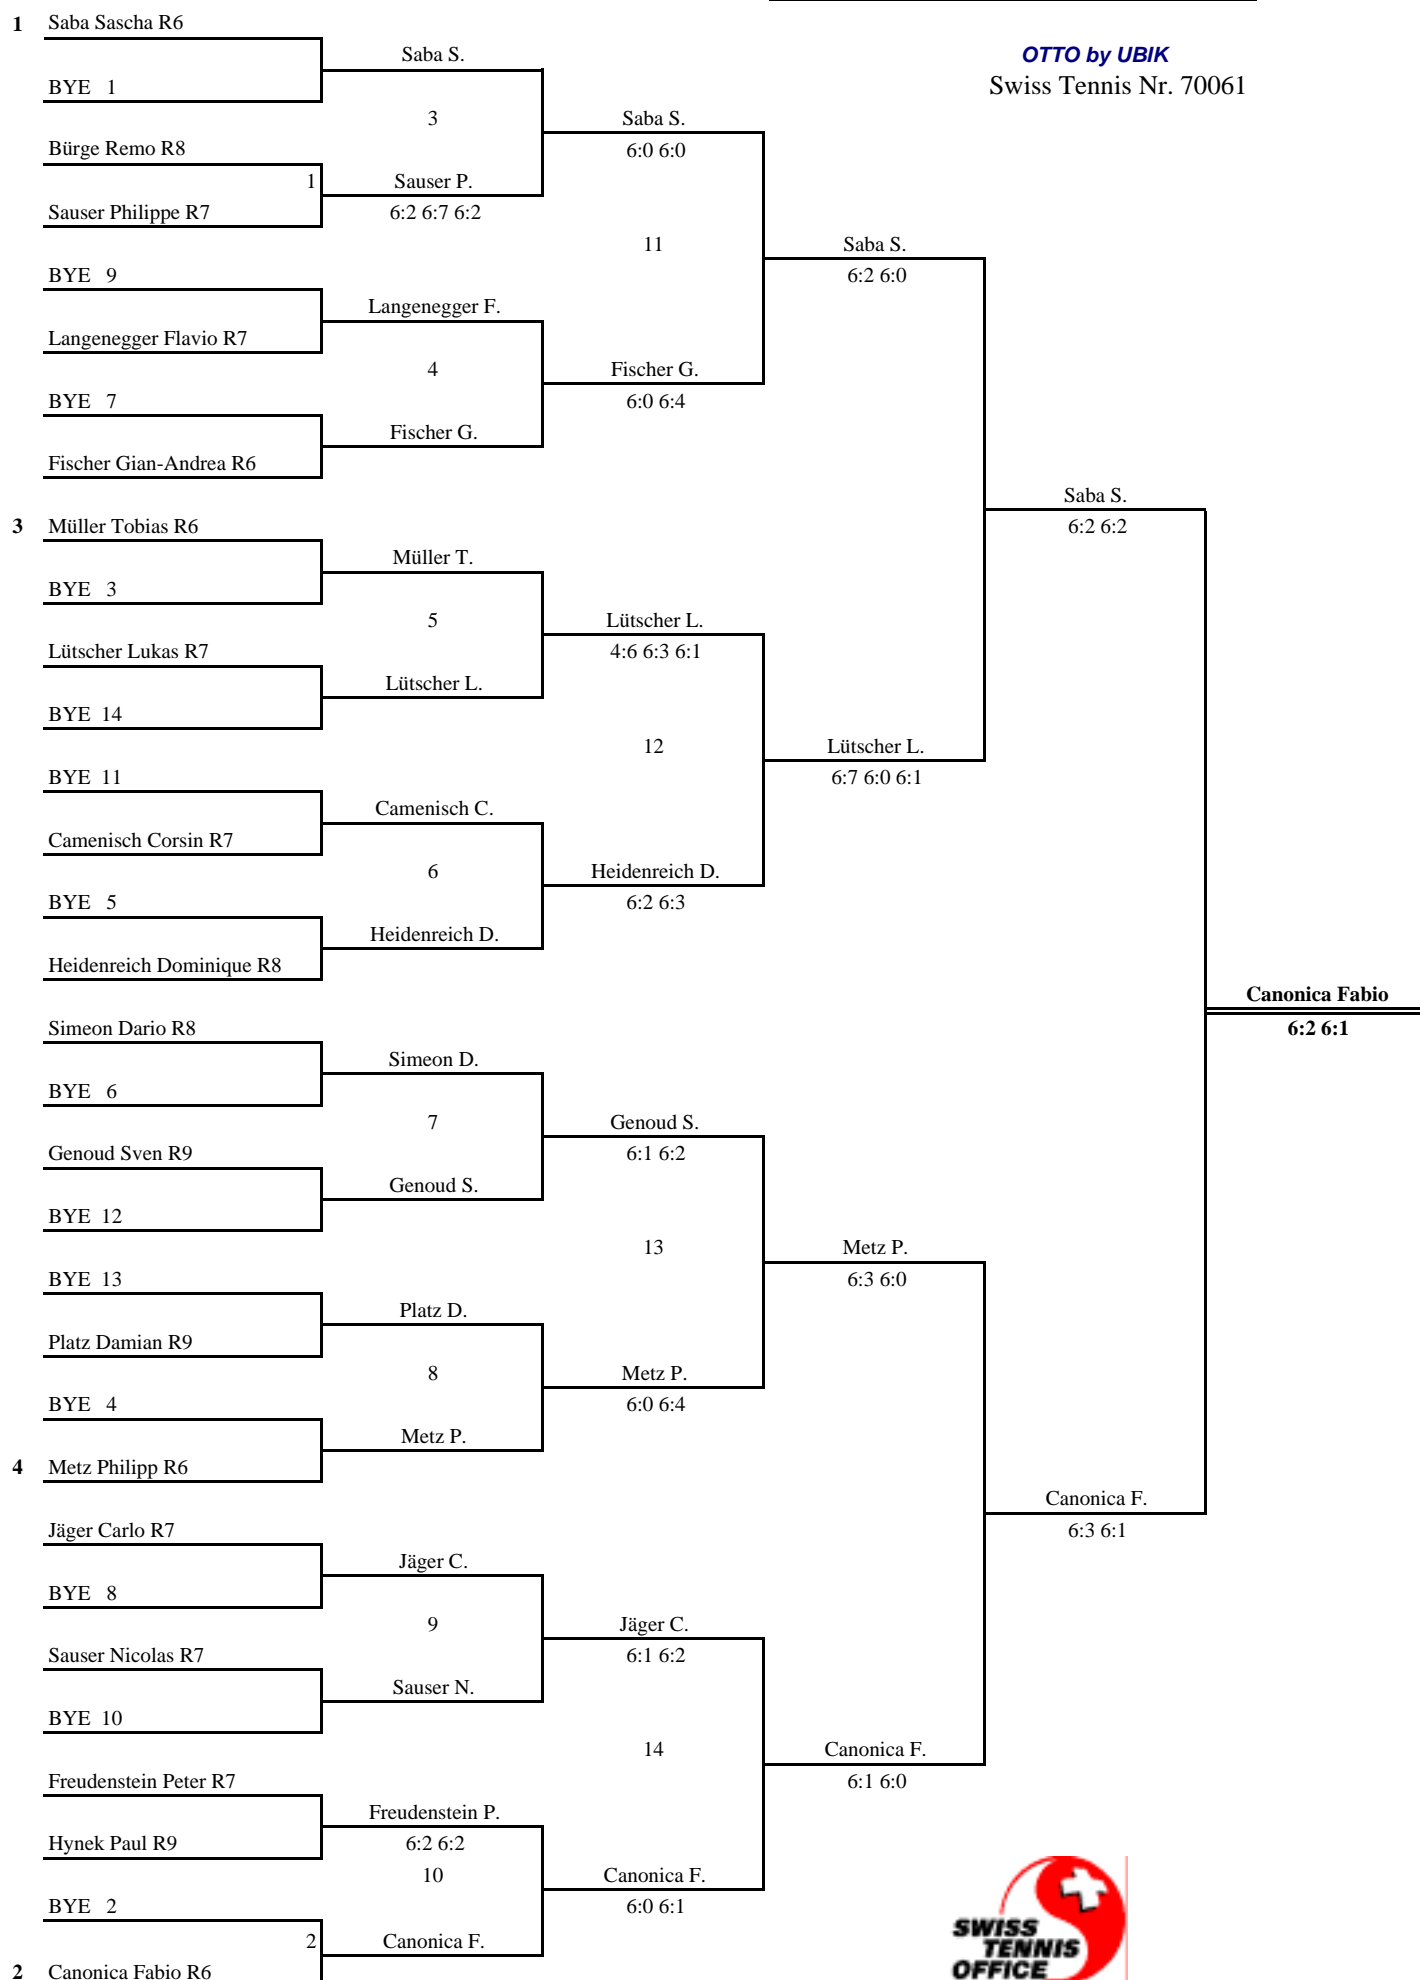 1 Saba Sascha R6
Saba S.
OTTO by UBIK
BYE 1
Swiss Tennis Nr. 70061
3
Saba S.
Bürge Remo R8
6:0 6:0
1
Sauser P.
Sauser Philippe R7
6:2 6:7 6:2
11
Saba S.
BYE 9
6:2 6:0
Langenegger F.
Langenegger Flavio R7
4
Fischer G.
BYE 7
6:0 6:4
Fischer G.
Fischer Gian-Andrea R6
Saba S.
3 Müller Tobias R6
6:2 6:2
Müller T.
BYE 3
5
Lütscher L.
Lütscher Lukas R7
4:6 6:3 6:1
Lütscher L.
BYE 14
12
Lütscher L.
BYE 11
6:7 6:0 6:1
Camenisch C.
Camenisch Corsin R7
6
Heidenreich D.
BYE 5
6:2 6:3
Heidenreich D.
Heidenreich Dominique R8
Canonica Fabio
Simeon Dario R8
6:2 6:1
Simeon D.
BYE 6
7
Genoud S.
Genoud Sven R9
6:1 6:2
Genoud S.
BYE 12
13
Metz P.
BYE 13
6:3 6:0
Platz D.
Platz Damian R9
8
Metz P.
BYE 4
6:0 6:4
Metz P.
4 Metz Philipp R6
Canonica F.
Jäger Carlo R7
6:3 6:1
Jäger C.
BYE 8
9
Jäger C.
Sauser Nicolas R7
6:1 6:2
Sauser N.
BYE 10
14
Canonica F.
Freudenstein Peter R7
6:1 6:0
Freudenstein P.
Hynek Paul R9
6:2 6:2
10
Canonica F.
BYE 2
6:0 6:1
2
Canonica F.
SWISS
TENNIS
OFFICE
2 Canonica Fabio R6